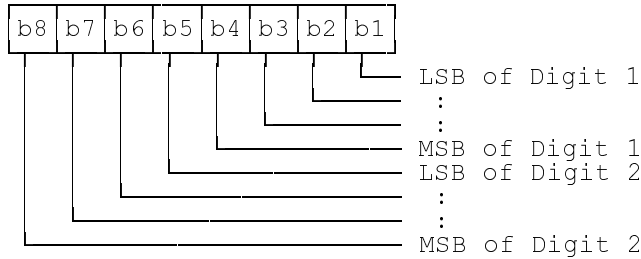 b8 b7 b6 b5 b4 b3 b2 b1
LSB of Digit 1
:
:
MSB of Digit 1
LSB of Digit 2
:
:
MSB of Digit 2